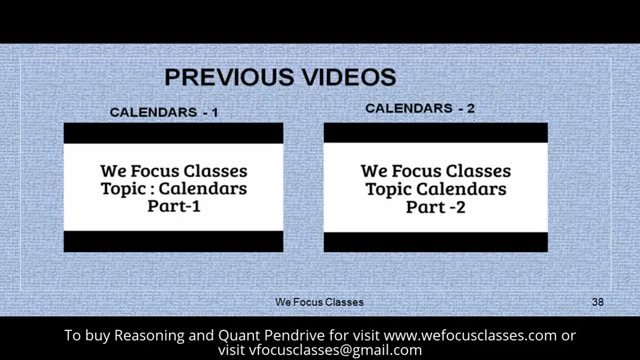 PREVIOUS VIDEOS
CALENDARS - 1
CALENDARS - 2
We Focus Classes
Topic : Calendars
Part-1
We Focus Classes
Topic Calendars
Part -2
We Focus Classes
38
To buy Reasoning and Quant Pendrive for visit www.wefocusclasses.com or
visit vfocusclasses@gmail.com